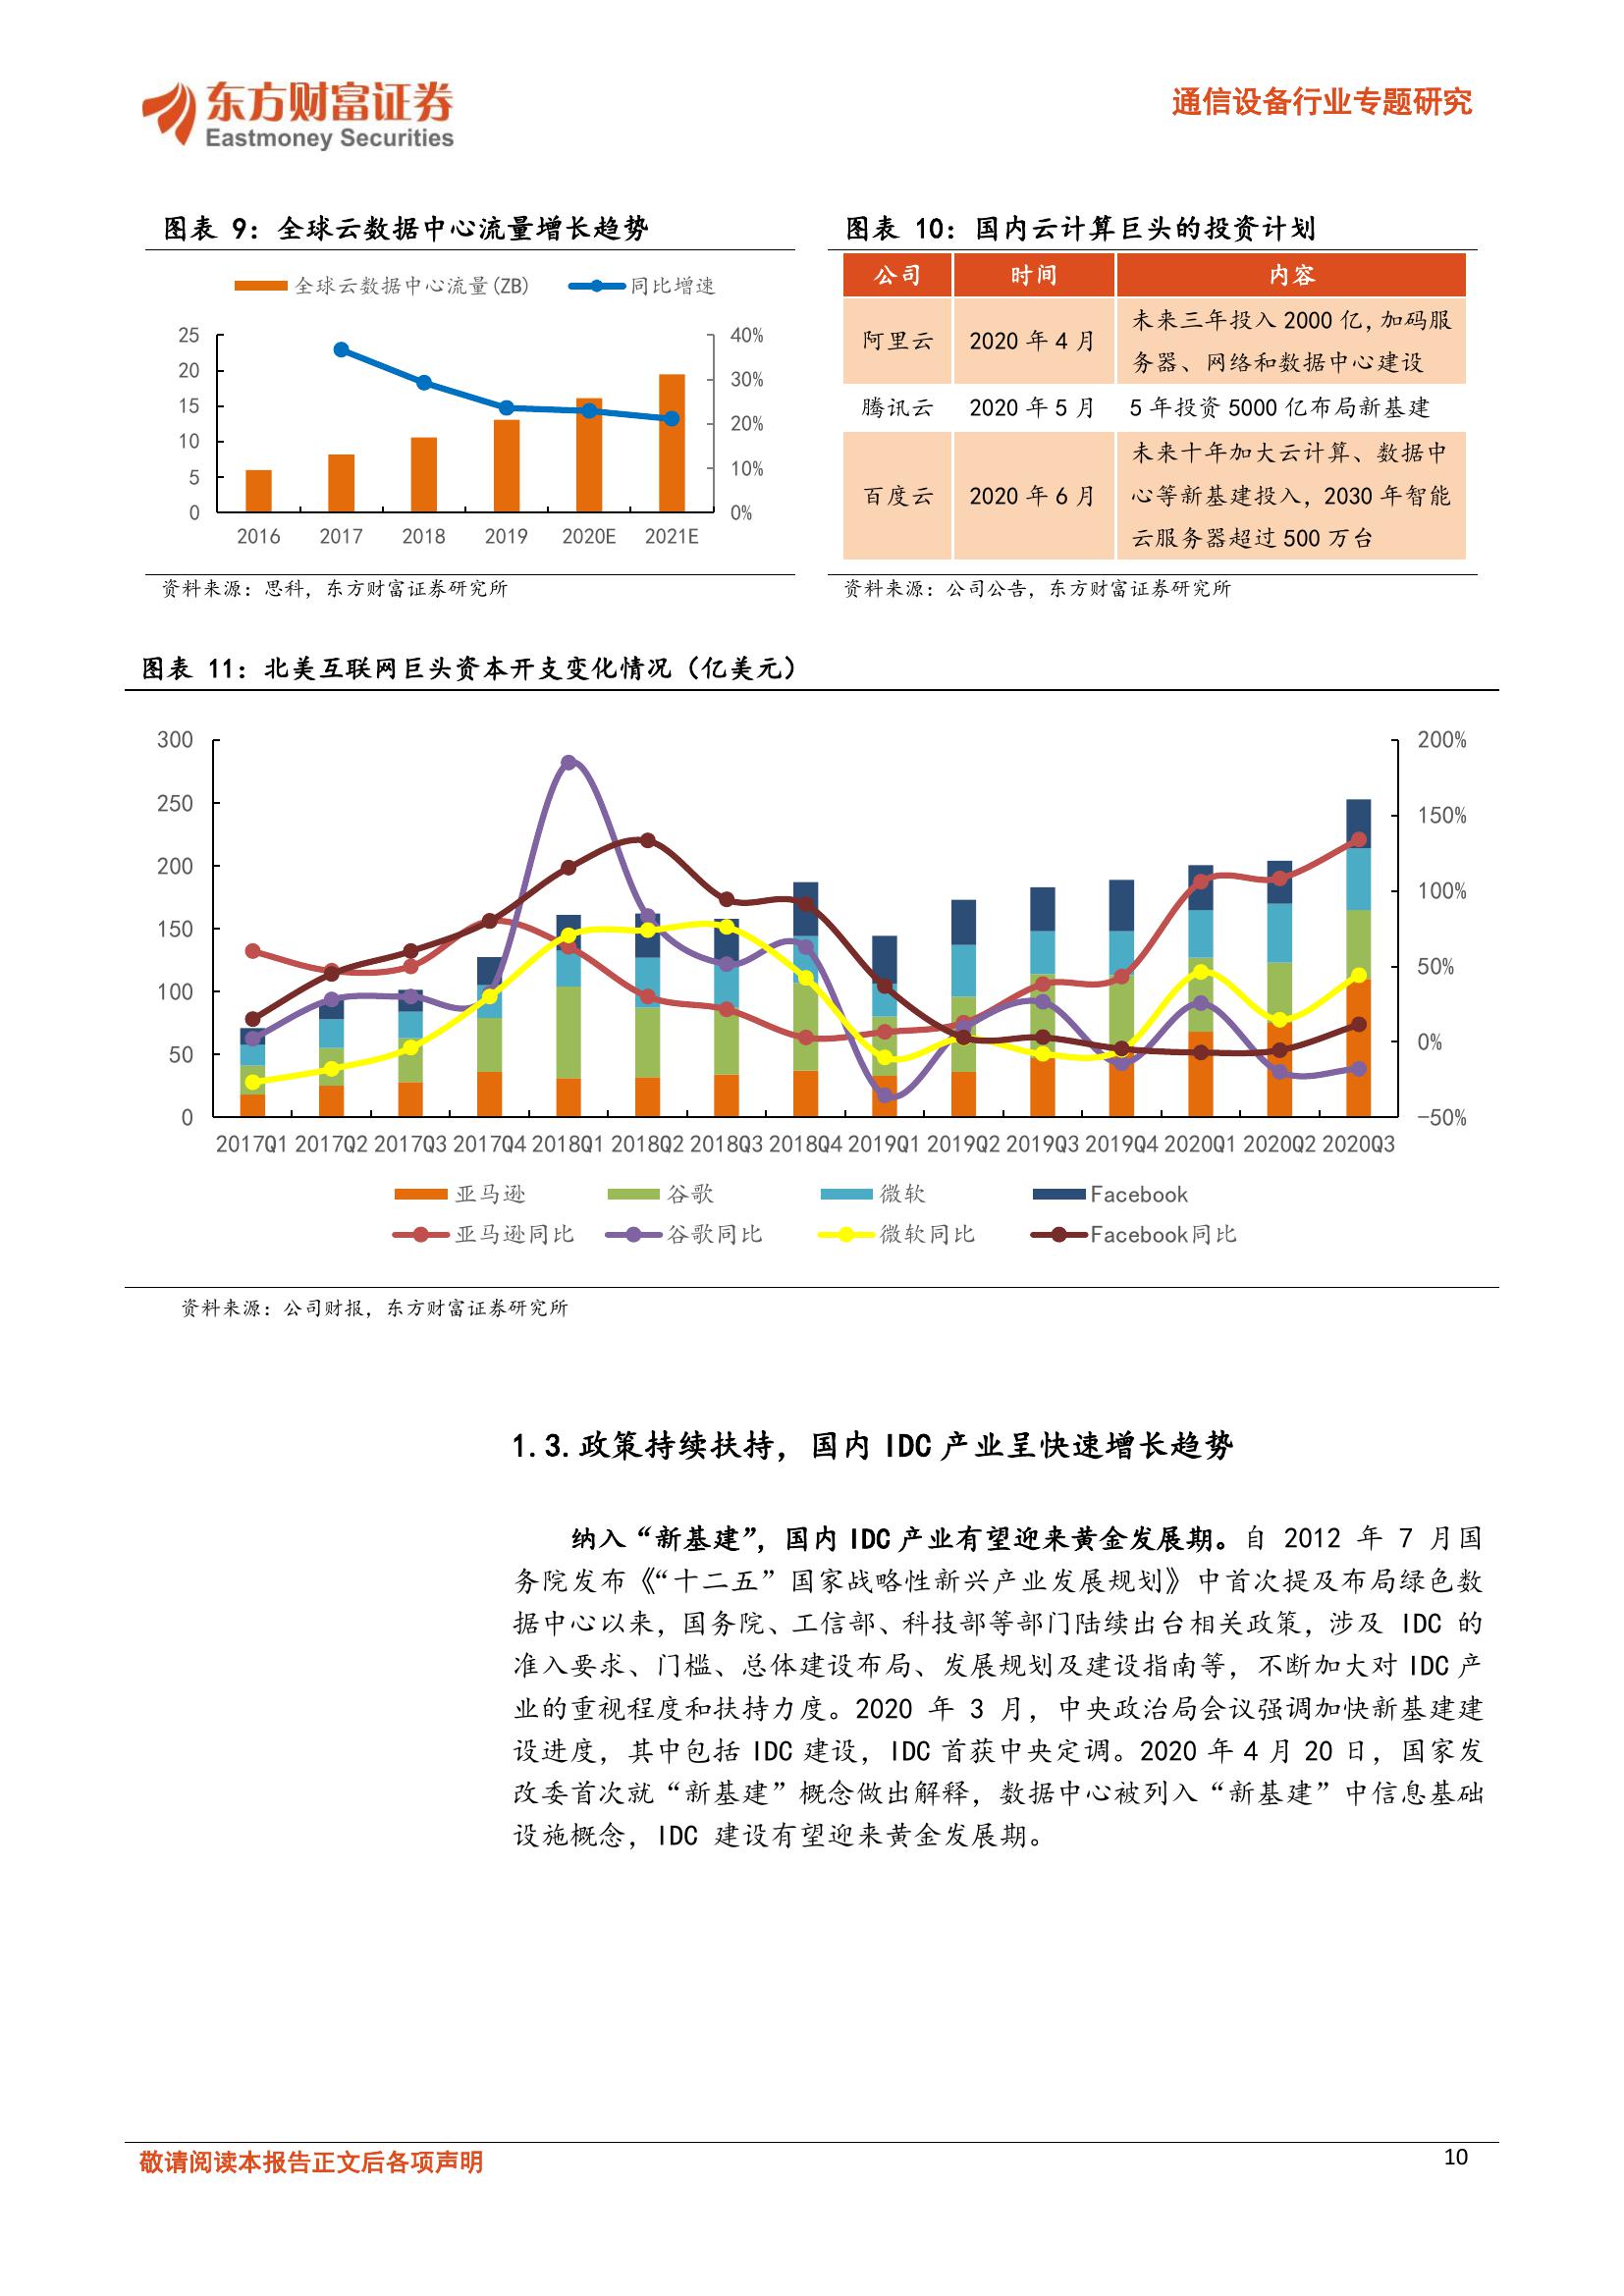 东方财富证券
Eastmoney Securities
通信设备行业专题研究
图表 9：全球云数据中心流量增长趋势
全球云数据中心流量(ZB) 同比增速
25
20
15
10
5
0
40%
30%
20%
10%
0%
2016 2017 2018 2019 2020E 2021E
资料来源：思科，东方财富证券研究所
图表 10：国内云计算巨头的投资计划
公司 时间 内容
阿里云 2020 年 4 月 未来三年投入 2000 亿，加码服
务器、网络和数据中心建设
腾讯云 2020 年 5 月 5 年投资 5000 亿布局新基建
百度云 2020 年 6 月 未来十年加大云计算、数据中
心等新基建投入，2030 年智能
云服务器超过 500 万台
资料来源：公司公告，东方财富证券研究所
图表 11：北美互联网巨头资本开支变化情况（亿美元）
300
250
200
150
100
50
0
200%
150%
100%
50%
0%
-50%
2017Q1 2017Q2 2017Q3 2017Q4 2018Q1 2018Q2 2018Q3 2018Q4 2019Q1 2019Q2 2019Q3 2019Q4 2020Q1 2020Q2 2020Q3
亚马逊 谷歌 微软 Facebook
亚马逊同比 谷歌同比 微软同比 Facebook同比
资料来源：公司财报，东方财富证券研究所
1.3.政策持续扶持，国内 IDC 产业呈快速增长趋势
纳入“新基建”，国内 IDC 产业有望迎来黄金发展期。自 2012 年 7 月国
务院发布《“十二五”国家战略性新兴产业发展规划》中首次提及布局绿色数
据中心以来，国务院、工信部、科技部等部门陆续出台相关政策，涉及 IDC 的
准入要求、门槛、总体建设布局、发展规划及建设指南等，不断加大对 IDC 产
业的重视程度和扶持力度。2020 年 3 月，中央政治局会议强调加快新基建建
设进度，其中包括 IDC 建设，IDC 首获中央定调。2020 年 4 月 20 日，国家发
改委首次就“新基建”概念做出解释，数据中心被列入“新基建”中信息基础
设施概念，IDC 建设有望迎来黄金发展期。
敬请阅读本报告正文后各项声明
10